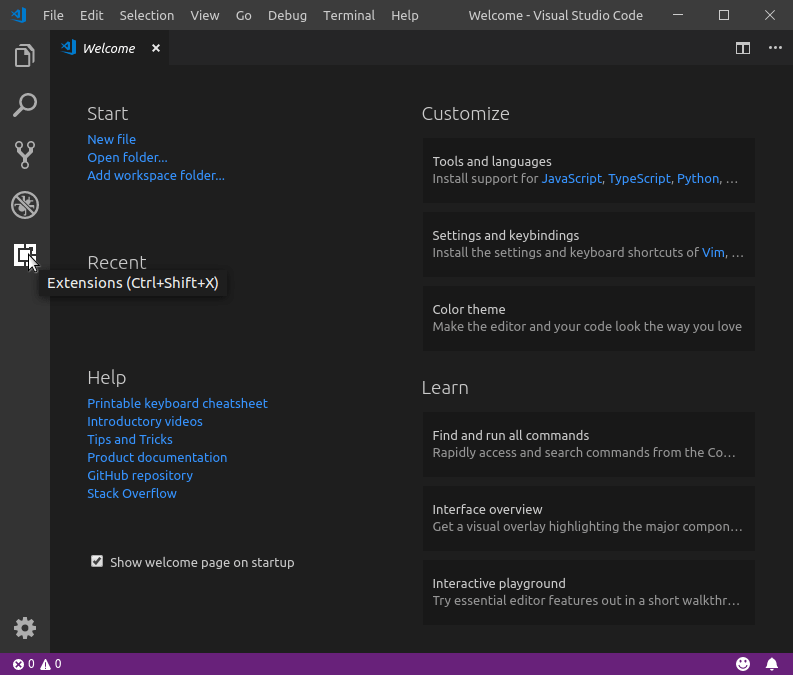 File Edit Selection View Go Debug Terminal Help Welcome - Visual Studio Code
Welcome
Start
New file
Open folder...
Add workspace folder...
Recent
Extensions (Ctrl+Shift+X)
Help
Printable keyboard cheatsheet
Introductory videos
Tips and Tricks
Product documentation
GitHub repository
Stack Overflow
Show welcome page on startup
Customize
Tools and languages
Install support for JavaScript, TypeScript, Python, ...
Settings and keybindings
Install the settings and keyboard shortcuts of Vim, ...
Color theme
Make the editor and your code look the way you love
Learn
Find and run all commands
Rapidly access and search commands from the Co...
Interface overview
Get a visual overlay highlighting the major compon...
Interactive playground
Try essential editor features out in a short walkthr...
0 0